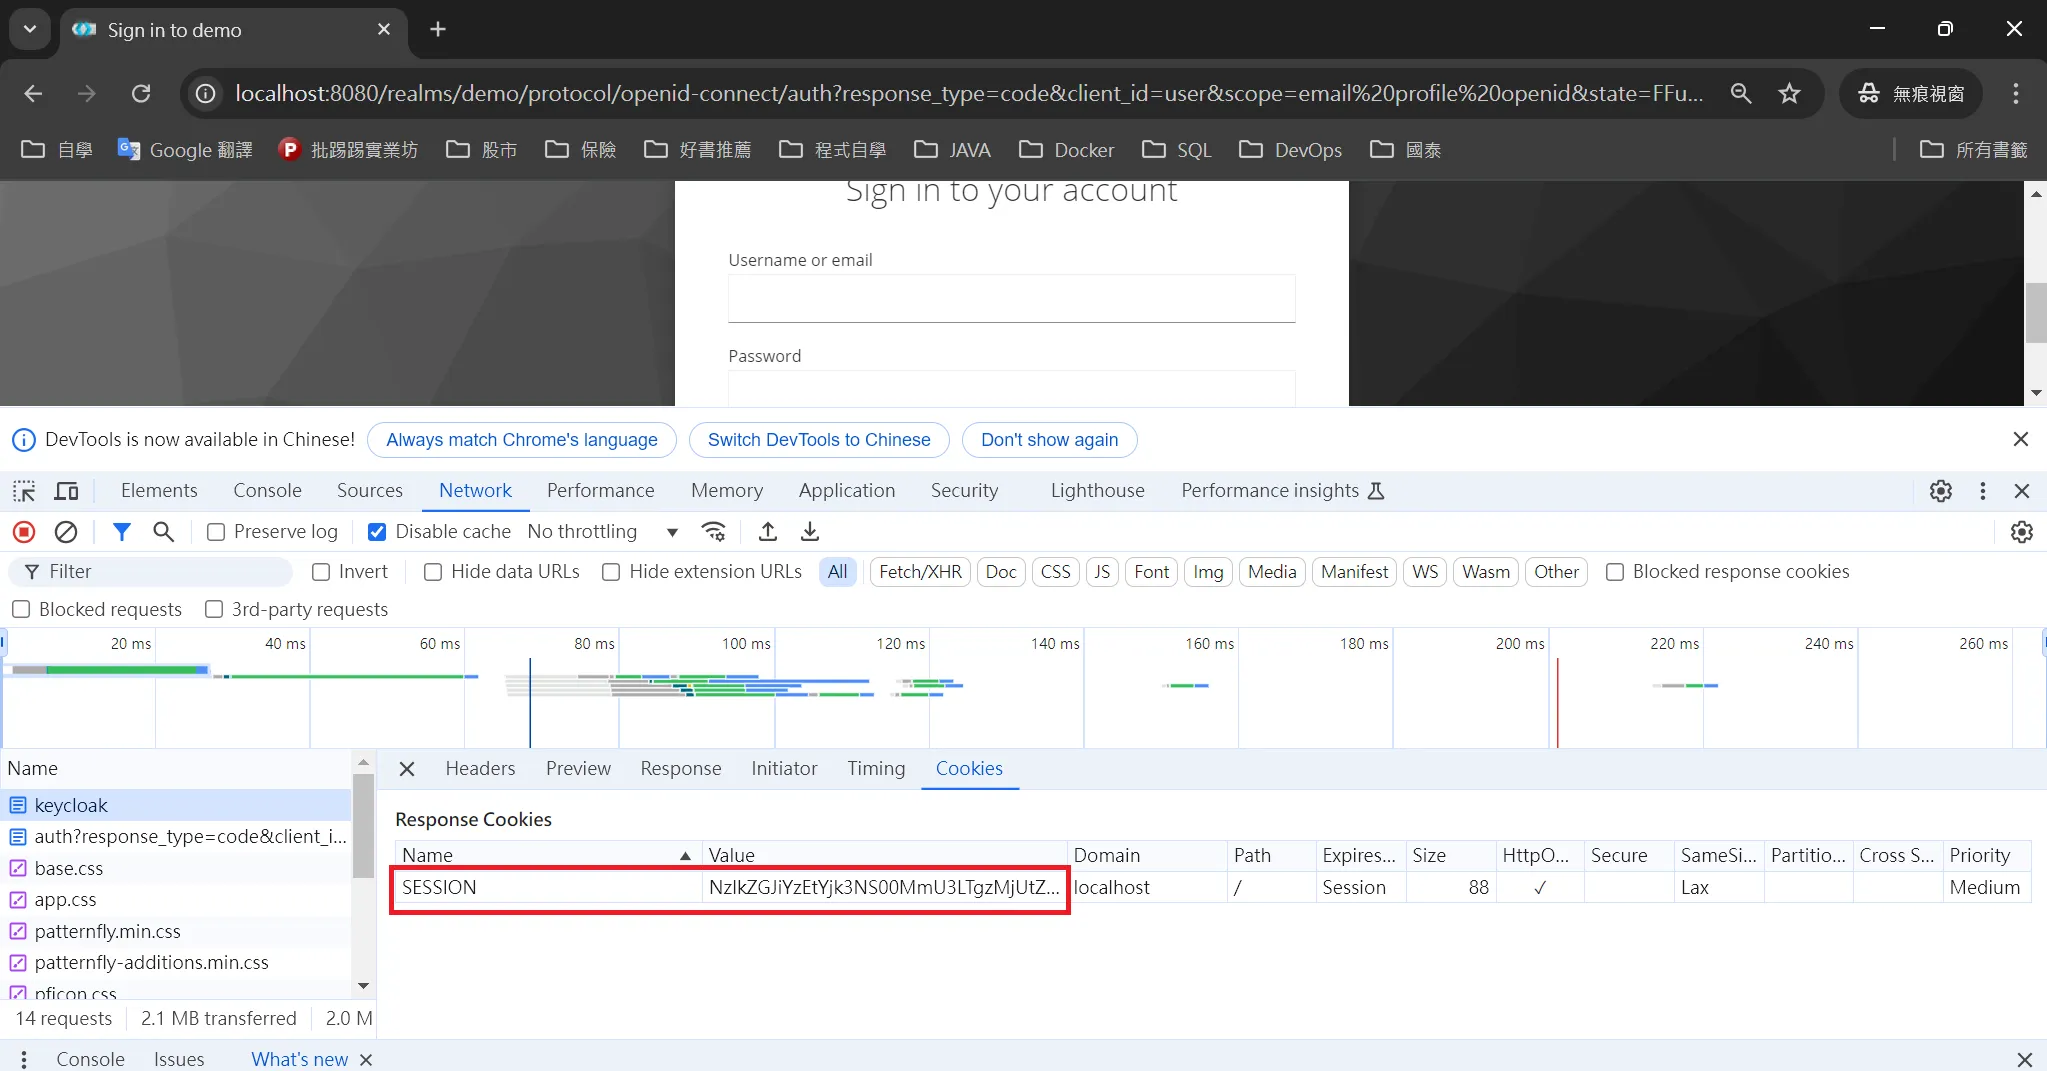 Sign in to demo
localhost:8080/realms/demo/protocol/openid-connect/auth?response_type=code&client_id=user&scope=email%20profile%20openid&state=FFu...
無痕視窗
自學 Google 翻譯 批踢踢實業坊 股市 保險 好書推薦 程式自學 JAVA Docker SQL DevOps 國泰 所有書籤
Sign in to your account
Username or email
Password
DevTools is now available in Chinese! Always match Chrome's language Switch DevTools to Chinese Don't show again
Elements Console Sources Network Performance Memory Application Security Lighthouse Performance insights
Preserve log Disable cache No throttling
Filter Invert Hide data URLs Hide extension URLs All Fetch/XHR Doc CSS JS Font Img Media Manifest WS Wasm Other Blocked response cookies
Blocked requests 3rd-party requests
20 ms 40 ms 60 ms 80 ms 100 ms 120 ms 140 ms 160 ms 180 ms 200 ms 220 ms 240 ms 260 ms
Name
keycloak
auth?response_type=code&client_i...
base.css
app.css
patternfly.min.css
patternfly-additions.min.css
pficon.css
14 requests 2.1 MB transferred 2.0 M
Headers Preview Response Initiator Timing Cookies
Response Cookies
Name Value Domain Path Expires... Size HttpO... Secure SameSi... Partitio... Cross S... Priority
SESSION NzlkZGJiYzEtYjk3NS00MmU3LTgzMjUtZ... localhost / Session 88 ✓ Lax Medium
Console Issues What's new